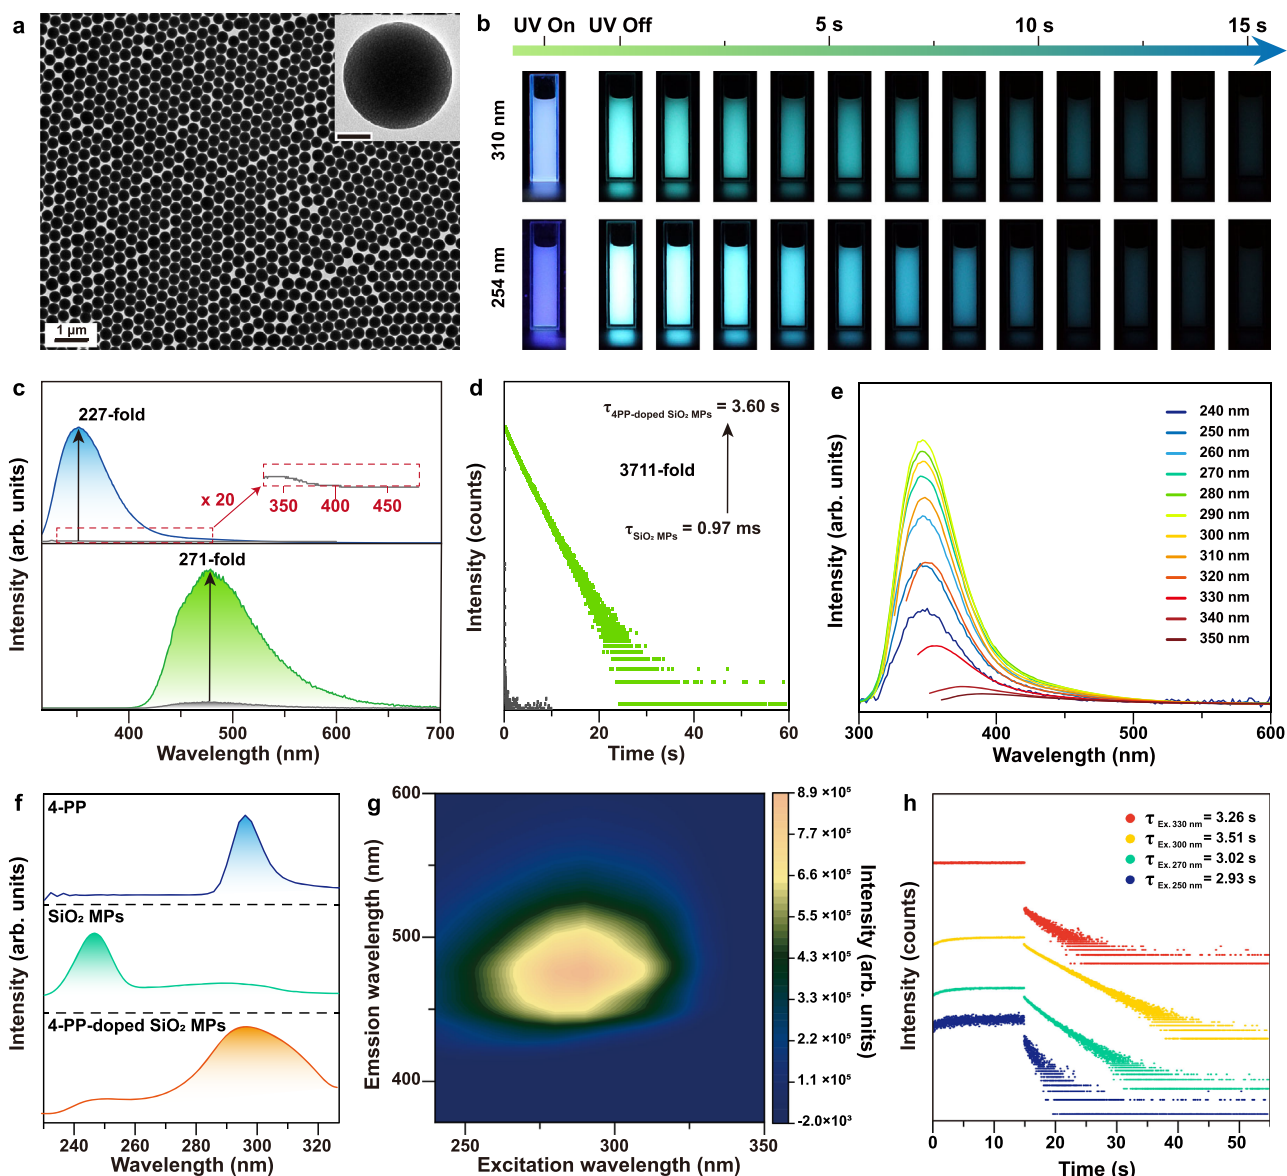 a
1 µm
b
UV On UV Off 5 s 10 s 15 s
310 nm
254 nm
c
227-fold
x 20
350 400 450
271-fold
Intensity (arb. units)
400 500 600 700
Wavelength (nm)
d
τ4PP-doped SiO₂ MPs = 3.60 s
3711-fold
τSiO₂ MPs = 0.97 ms
Intensity (counts)
0 20 40 60
Time (s)
e
240 nm
250 nm
260 nm
270 nm
280 nm
290 nm
300 nm
310 nm
320 nm
330 nm
340 nm
350 nm
Intensity (arb. units)
300 400 500 600
Wavelength (nm)
f
4-PP
SiO₂ MPs
4-PP-doped SiO₂ MPs
Intensity (arb. units)
240 260 280 300 320
Wavelength (nm)
g
600
500
400
Emssion wavelength (nm)
250 300 350
Excitation wavelength (nm)
8.9 ×10⁵
7.7 ×10⁵
6.6 ×10⁵
5.5 ×10⁵
4.4 ×10⁵
3.3 ×10⁵
2.2 ×10⁵
1.1 ×10⁵
-2.0×10³
Intensity (arb. units)
h
τ Ex. 330 nm = 3.26 s
τ Ex. 300 nm = 3.51 s
τ Ex. 270 nm = 3.02 s
τ Ex. 250 nm = 2.93 s
Intensity (counts)
0 10 20 30 40 50
Time (s)